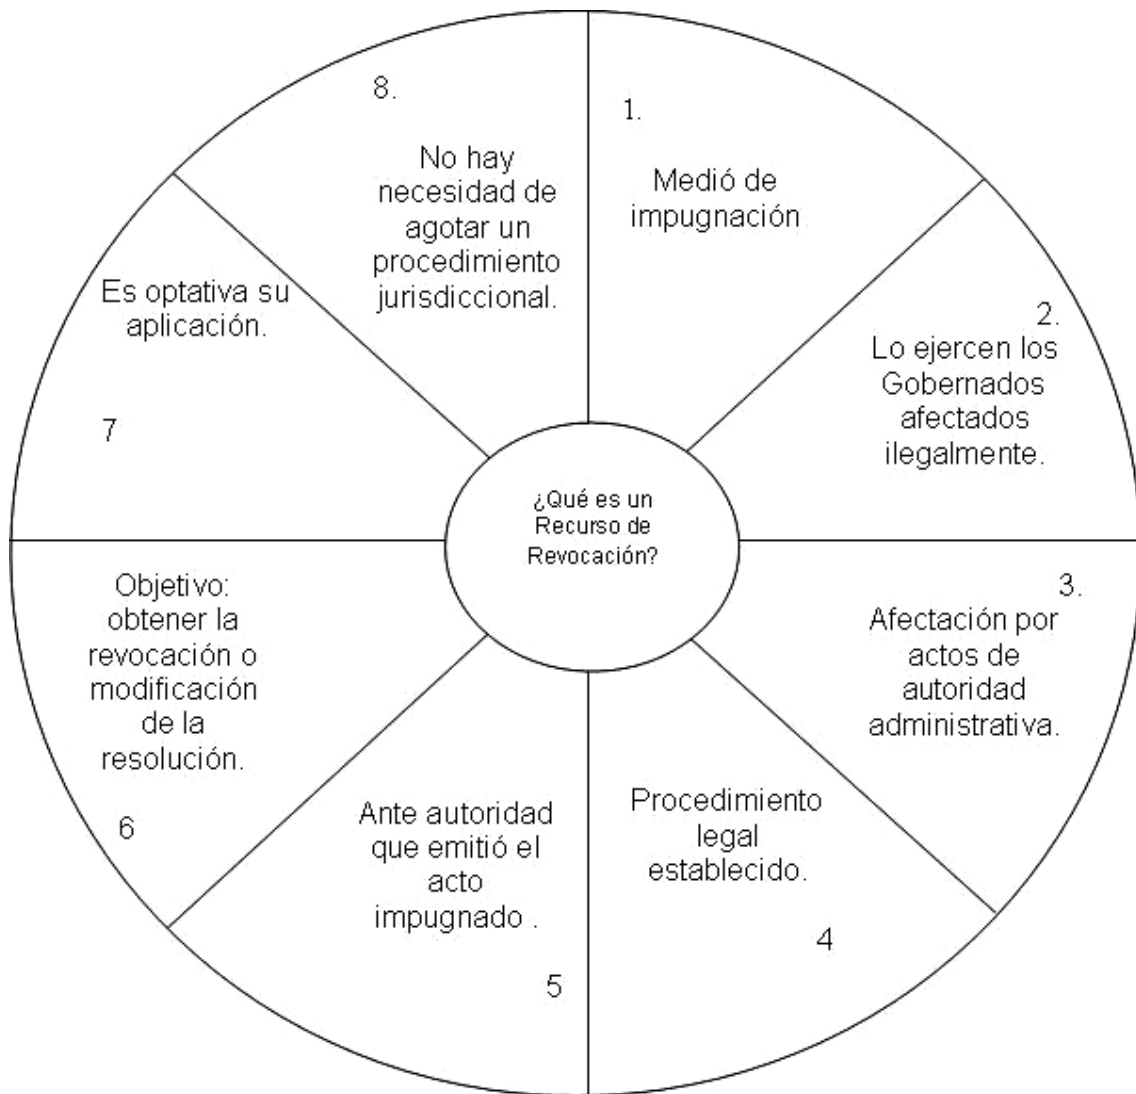 ¿Qué es un
Recurso de
Revocación?
1.
Medió de
impugnación
2.
Lo ejercen los
Gobernados
afectados
ilegalmente.
3.
Afectación por
actos de
autoridad
administrativa.
Procedimiento
legal
establecido.
4
Ante autoridad
que emitió el
acto
impugnado .
5
Objetivo:
obtener la
revocación o
modificación
de la
resolución.
6
Es optativa su
aplicación.
7
8.
No hay
necesidad de
agotar un
procedimiento
jurisdiccional.